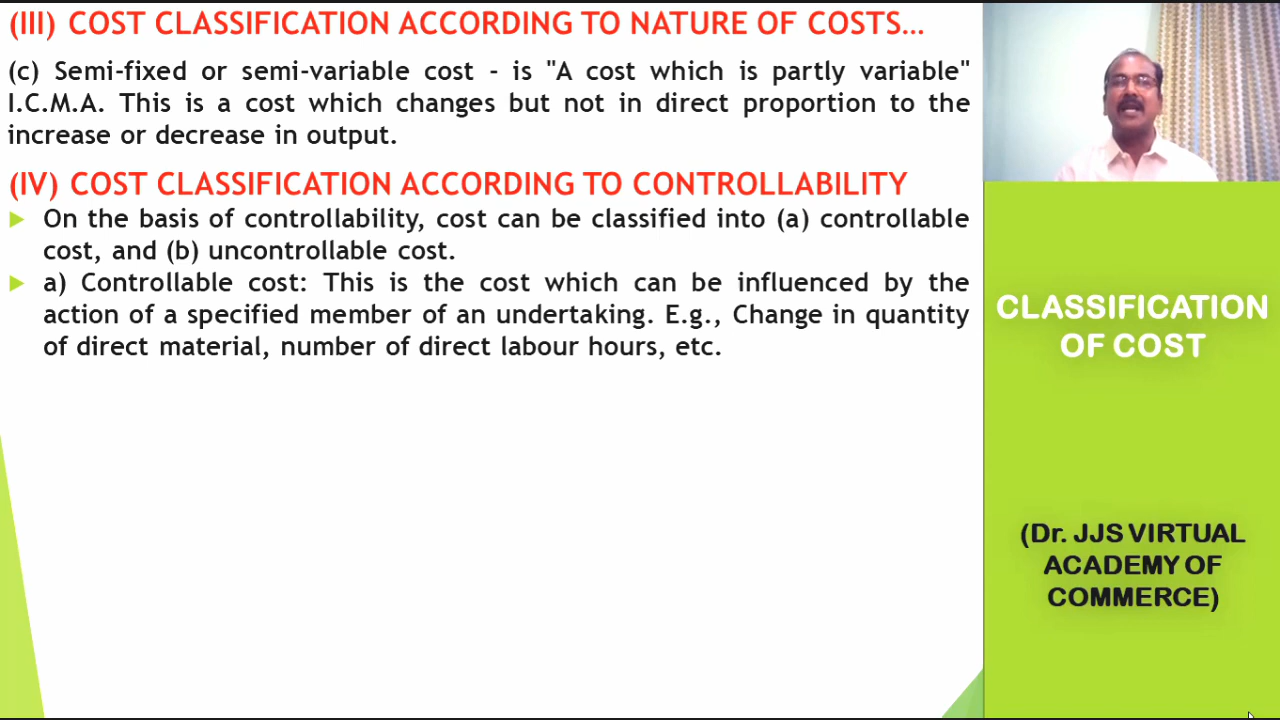 (III) COST CLASSIFICATION ACCORDING TO NATURE OF COSTS...
(c) Semi-fixed or semi-variable cost - is "A cost which is partly variable"
I.C.M.A. This is a cost which changes but not in direct proportion to the
increase or decrease in output.
(IV) COST CLASSIFICATION ACCORDING TO CONTROLLABILITY
On the basis of controllability, cost can be classified into (a) controllable
cost, and (b) uncontrollable cost.
a) Controllable cost: This is the cost which can be influenced by the
action of a specified member of an undertaking. E.g., Change in quantity
of direct material, number of direct labour hours, etc.
CLASSIFICATION
OF COST
(Dr. JJS VIRTUAL
ACADEMY OF
COMMERCE)